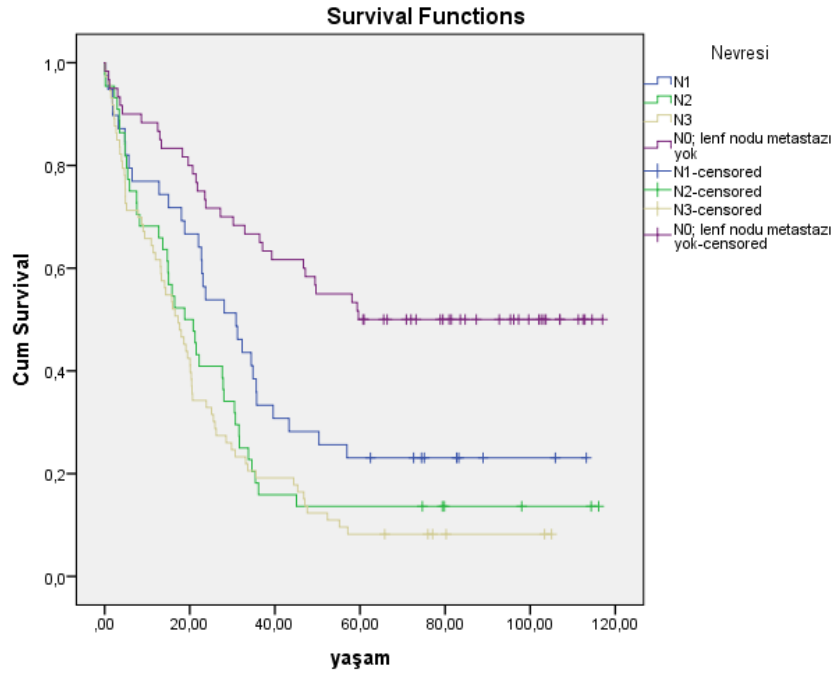 Survival Functions
Nevresi
N1
N2
N3
N0; lenf nodu metastazı
yok
N1-censored
N2-censored
N3-censored
N0; lenf nodu metastazı
yok-censored
Cum Survival
1,0
0,8
0,6
0,4
0,2
0,0
,00 20,00 40,00 60,00 80,00 100,00 120,00
yaşam